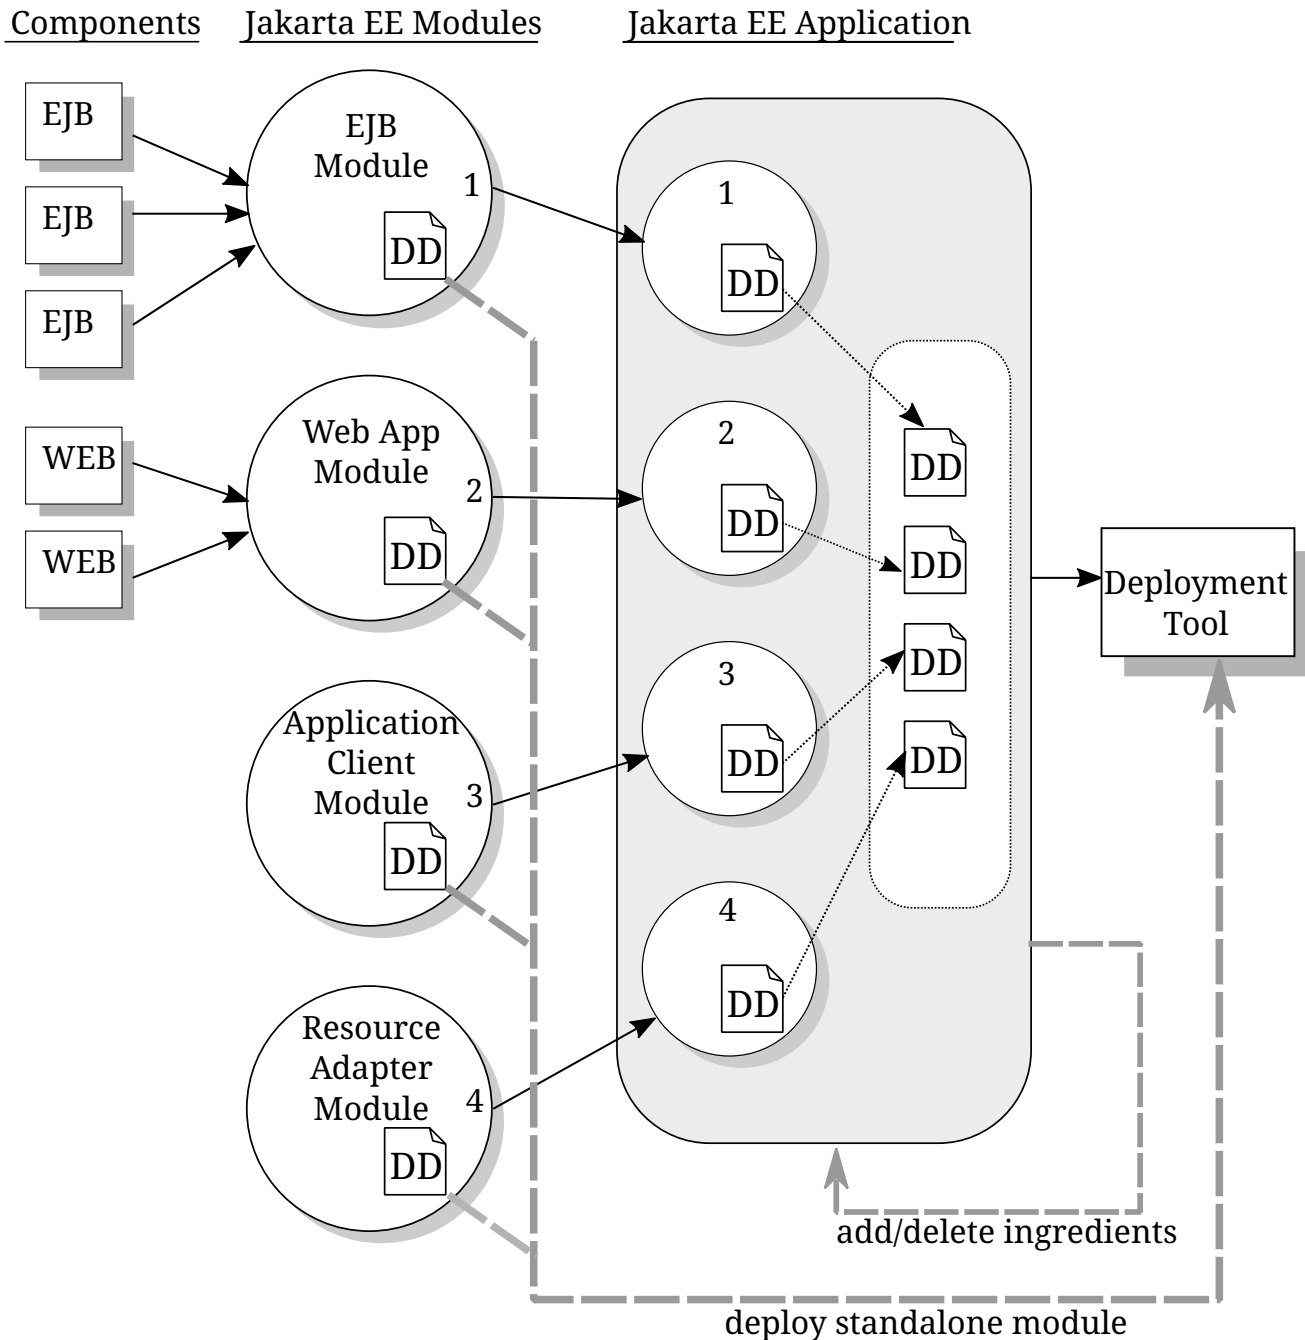 Components
Jakarta EE Modules
Jakarta EE Application
EJB
EJB
EJB
WEB
WEB
EJB
Module
1
DD
Web App
Module
2
DD
Application
Client
Module
3
DD
Resource
Adapter
Module
4
DD
1
DD
2
DD
3
DD
4
DD
DD
DD
DD
DD
Deployment
Tool
add/delete ingredients
deploy standalone module